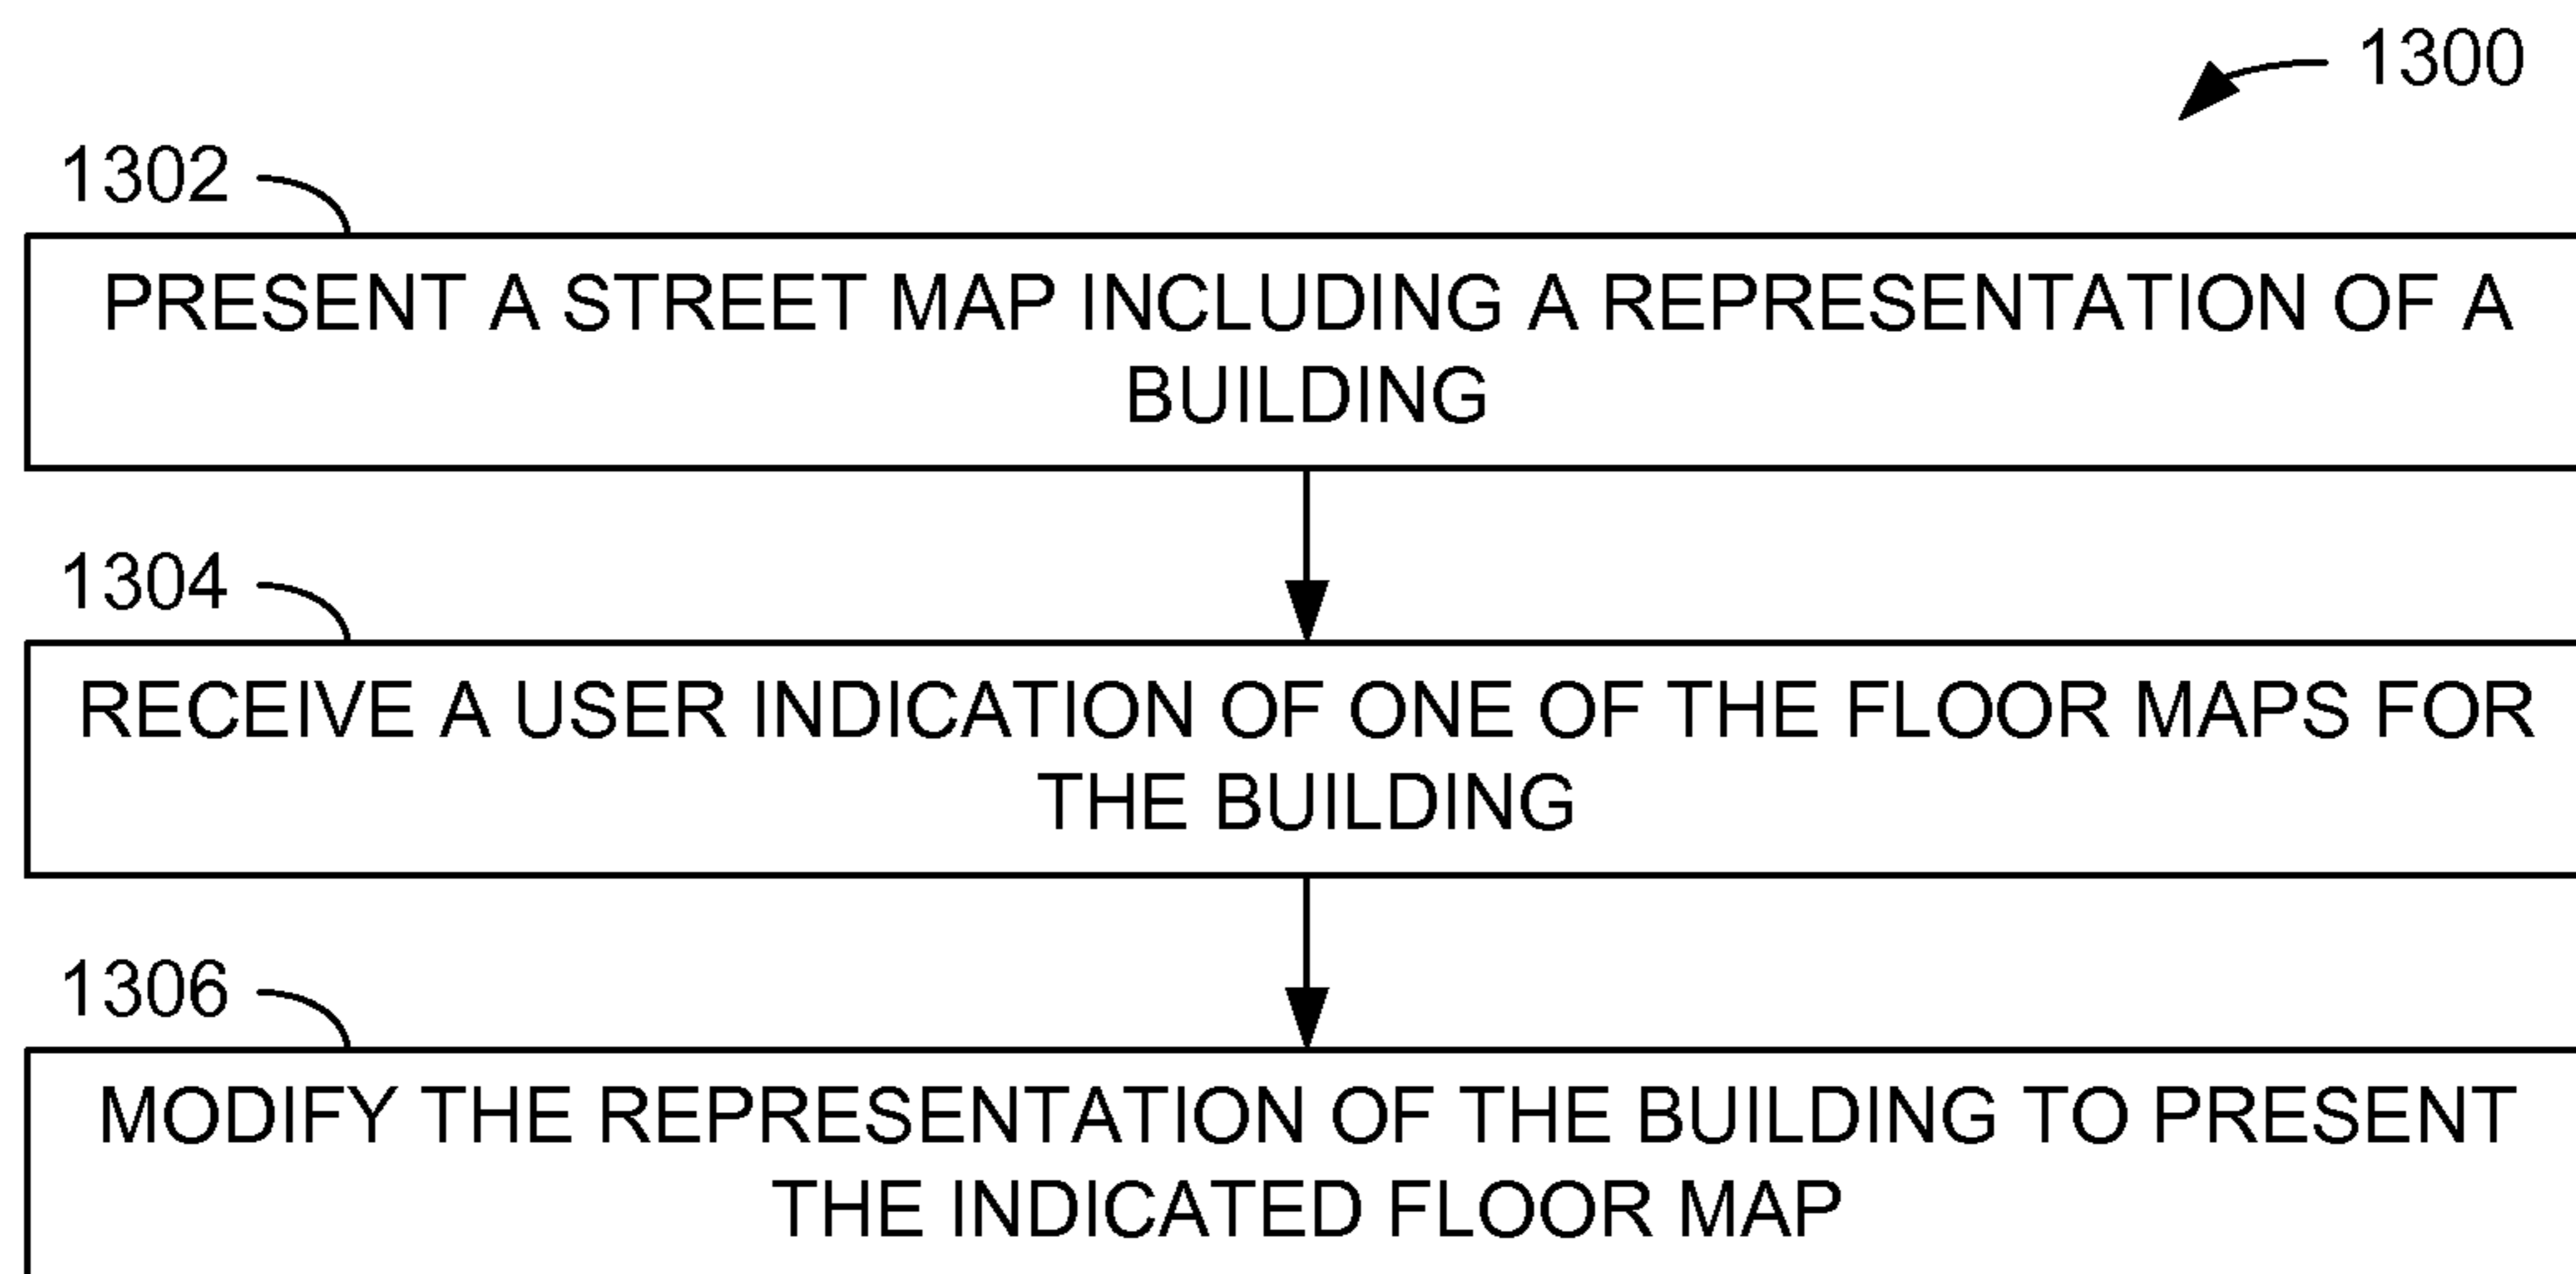 1300
1302
PRESENT A STREET MAP INCLUDING A REPRESENTATION OF A
BUILDING
1304
RECEIVE A USER INDICATION OF ONE OF THE FLOOR MAPS FOR
THE BUILDING
1306
MODIFY THE REPRESENTATION OF THE BUILDING TO PRESENT
THE INDICATED FLOOR MAP